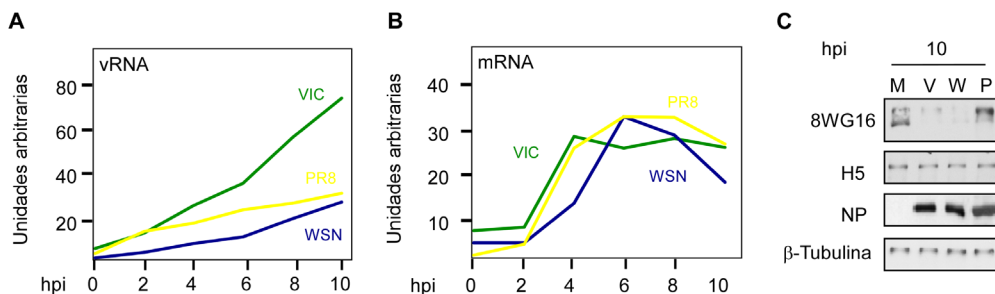 A
vRNA
Unidades arbitrarias
80
60
40
20
VIC
PR8
WSN
hpi
0 2 4 6 8 10
B
mRNA
Unidades arbitrarias
40
30
20
10
PR8
VIC
WSN
hpi
0 2 4 6 8 10
C
hpi 10
M V W P
8WG16
H5
NP
β-Tubulina